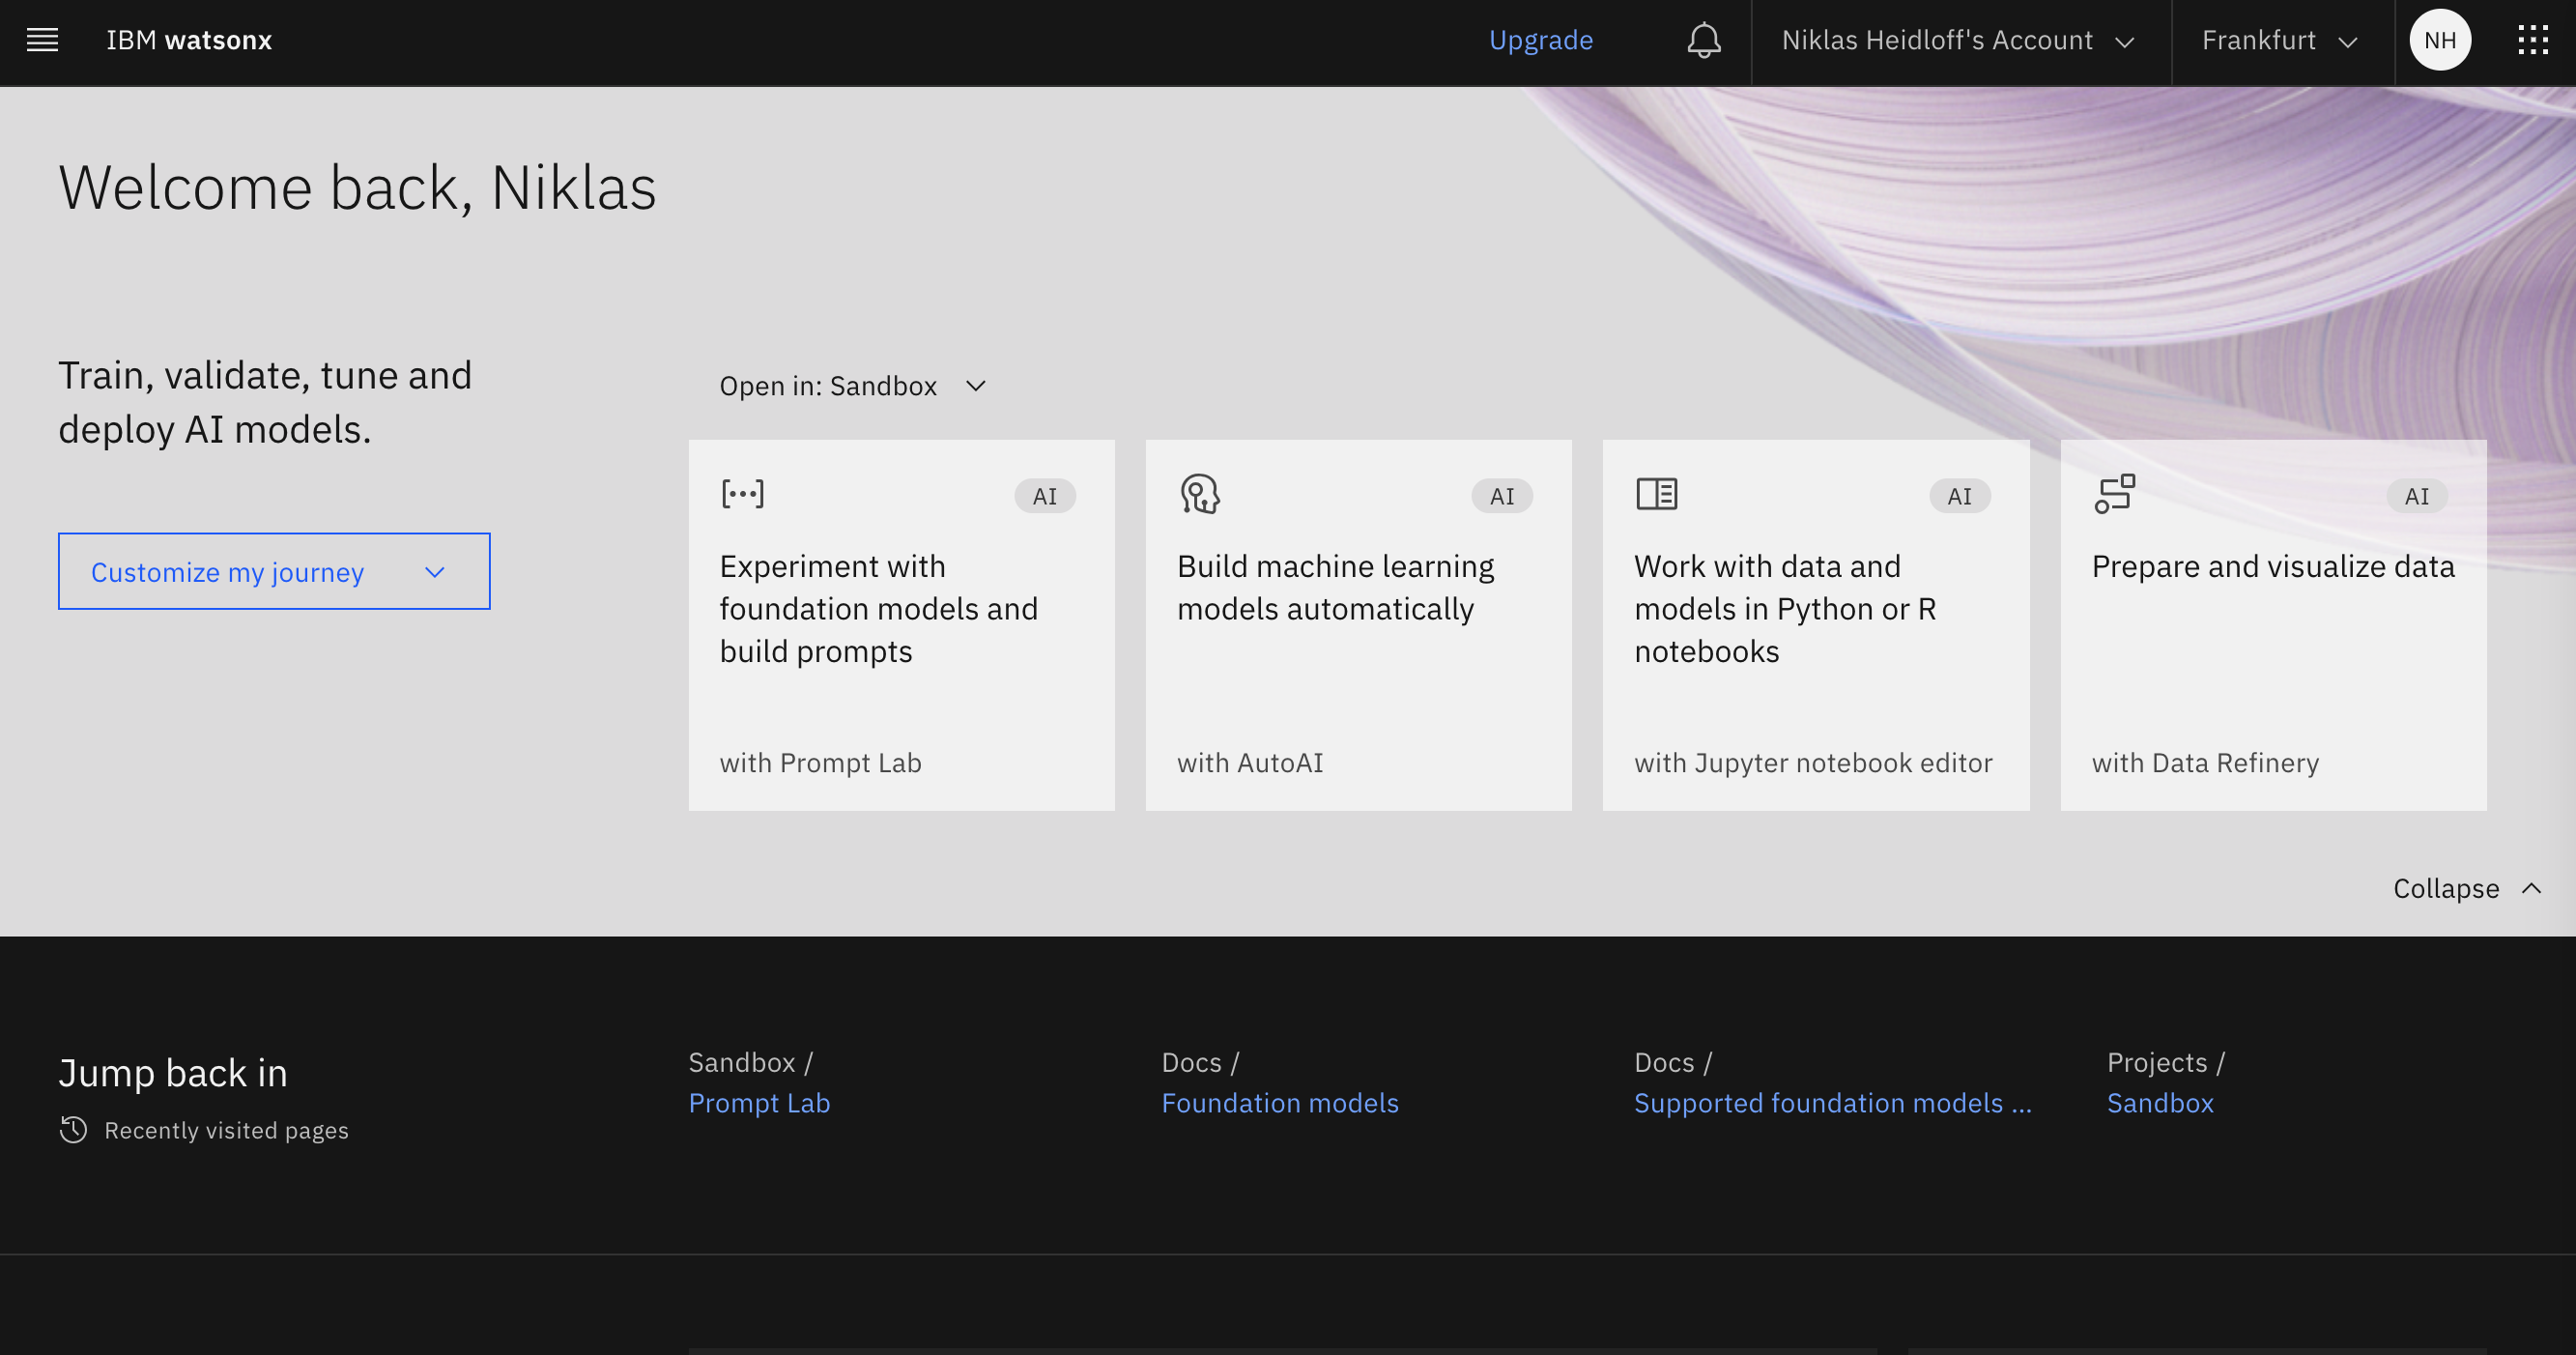 IBM watsonx
Upgrade
Niklas Heidloff's Account
Frankfurt
NH
Welcome back, Niklas
Train, validate, tune and
deploy AI models.
Customize my journey
Open in: Sandbox
AI
Experiment with
foundation models and
build prompts
with Prompt Lab
AI
Build machine learning
models automatically
with AutoAI
AI
Work with data and
models in Python or R
notebooks
with Jupyter notebook editor
AI
Prepare and visualize data
with Data Refinery
Collapse
Jump back in
Recently visited pages
Sandbox /
Prompt Lab
Docs /
Foundation models
Docs /
Supported foundation models ...
Projects /
Sandbox